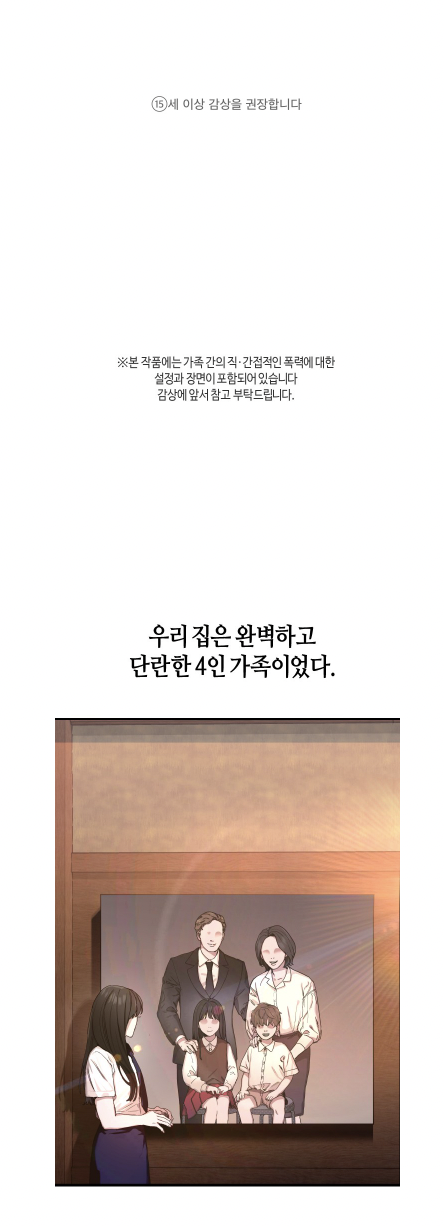 ⑮세 이상 감상을 권장합니다
※본 작품에는 가족 간의 직·간접적인 폭력에 대한
설정과 장면이 포함되어 있습니다
감상에 앞서 참고 부탁드립니다.
우리 집은 완벽하고
단란한 4인 가족이었다.